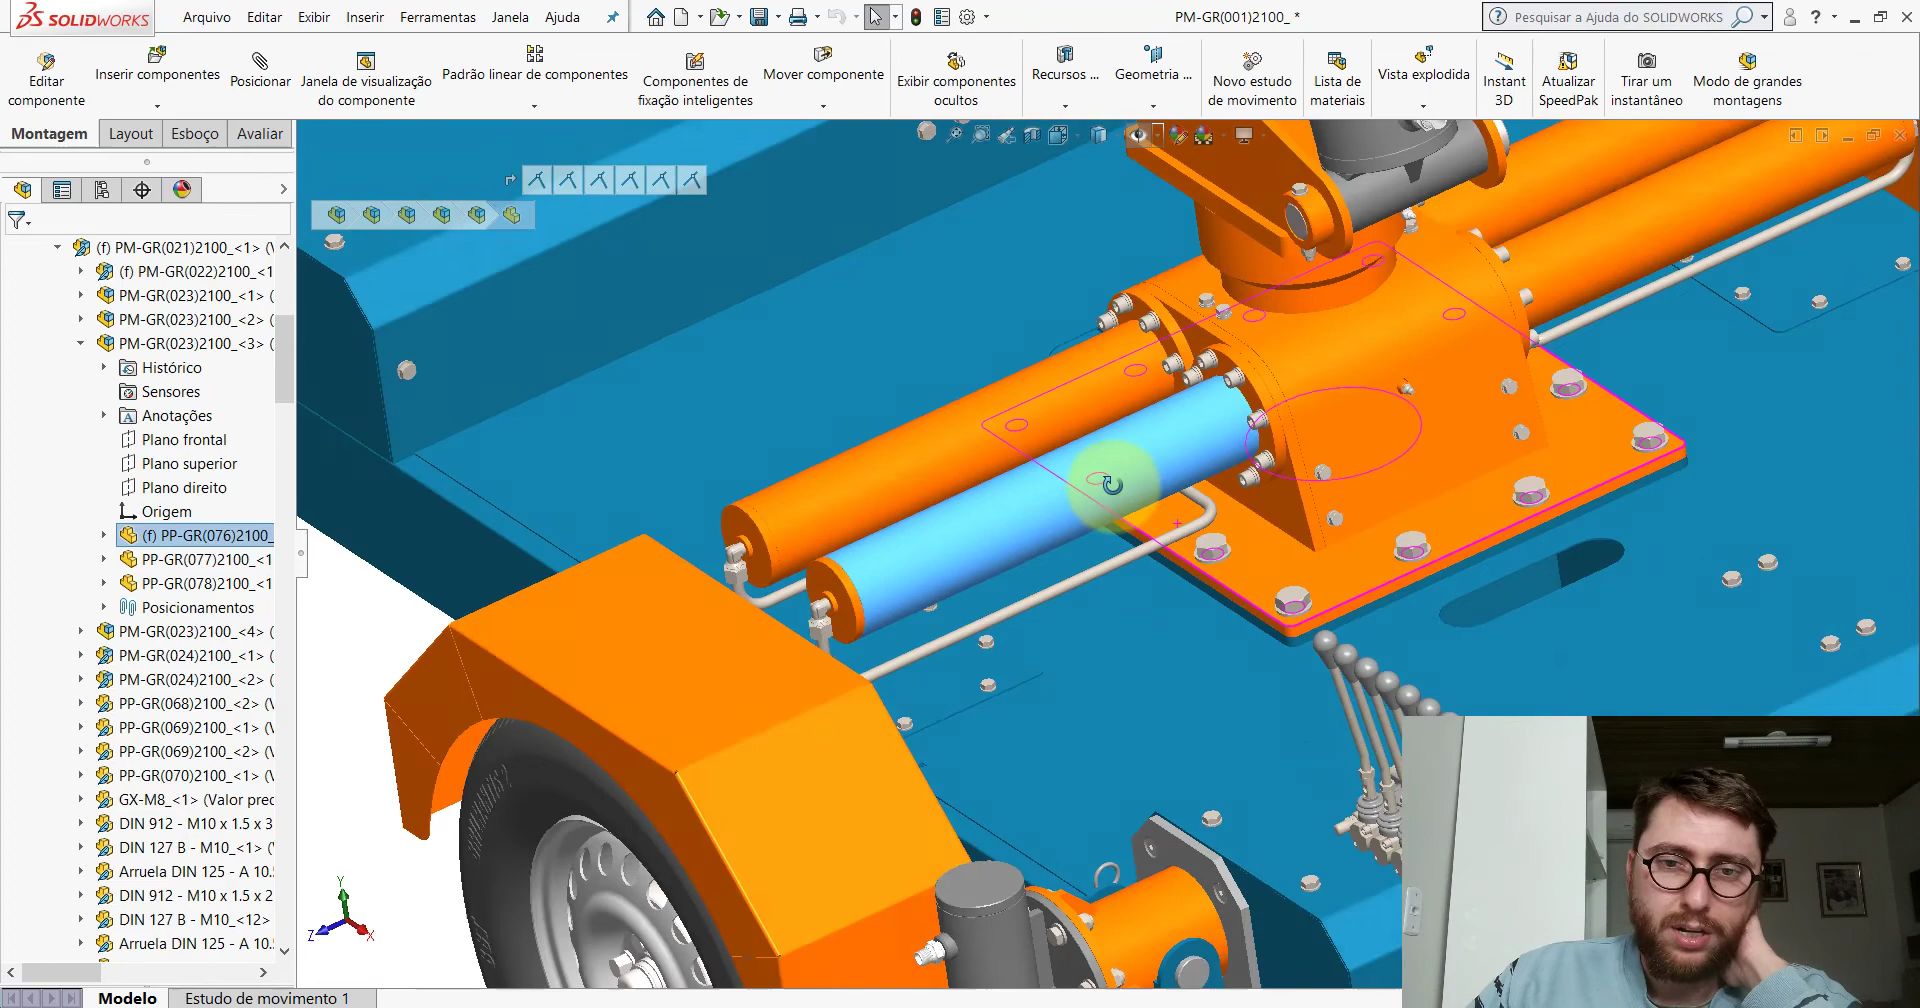 SOLIDWORKS
Arquivo Editar Exibir Inserir Ferramentas Janela Ajuda
PM-GR(001)2100_ *
Pesquisar a Ajuda do SOLIDWORKS
?
Editar componente
Inserir componentes
Posicionar
Janela de visualização do componente
Padrão linear de componentes
Componentes de fixação inteligentes
Mover componente
Exibir componentes ocultos
Recursos ...
Geometria ...
Novo estudo de movimento
Lista de materiais
Vista explodida
Instant 3D
Atualizar SpeedPak
Tirar um instantâneo
Modo de grandes montagens
Montagem Layout Esboço Avaliar
(f) PM-GR(021)2100_<1> (V
(f) PM-GR(022)2100_<1
PM-GR(023)2100_<1> (
PM-GR(023)2100_<2> (
PM-GR(023)2100_<3> (
Histórico
Sensores
Anotações
Plano frontal
Plano superior
Plano direito
Origem
(f) PP-GR(076)2100_
PP-GR(077)2100_<1
PP-GR(078)2100_<1
Posicionamentos
PM-GR(023)2100_<4> (
PM-GR(024)2100_<1> (
PM-GR(024)2100_<2> (
PP-GR(068)2100_<2> (V
PP-GR(069)2100_<1> (V
PP-GR(069)2100_<2> (V
PP-GR(070)2100_<1> (V
GX-M8_<1> (Valor prec
DIN 912 - M10 x 1.5 x 3
DIN 127 B - M10_<1> (V
Arruela DIN 125 - A 10.
DIN 912 - M10 x 1.5 x 2
DIN 127 B - M10_<12>
Arruela DIN 125 - A 10.
Y
Z
X
Modelo Estudo de movimento 1